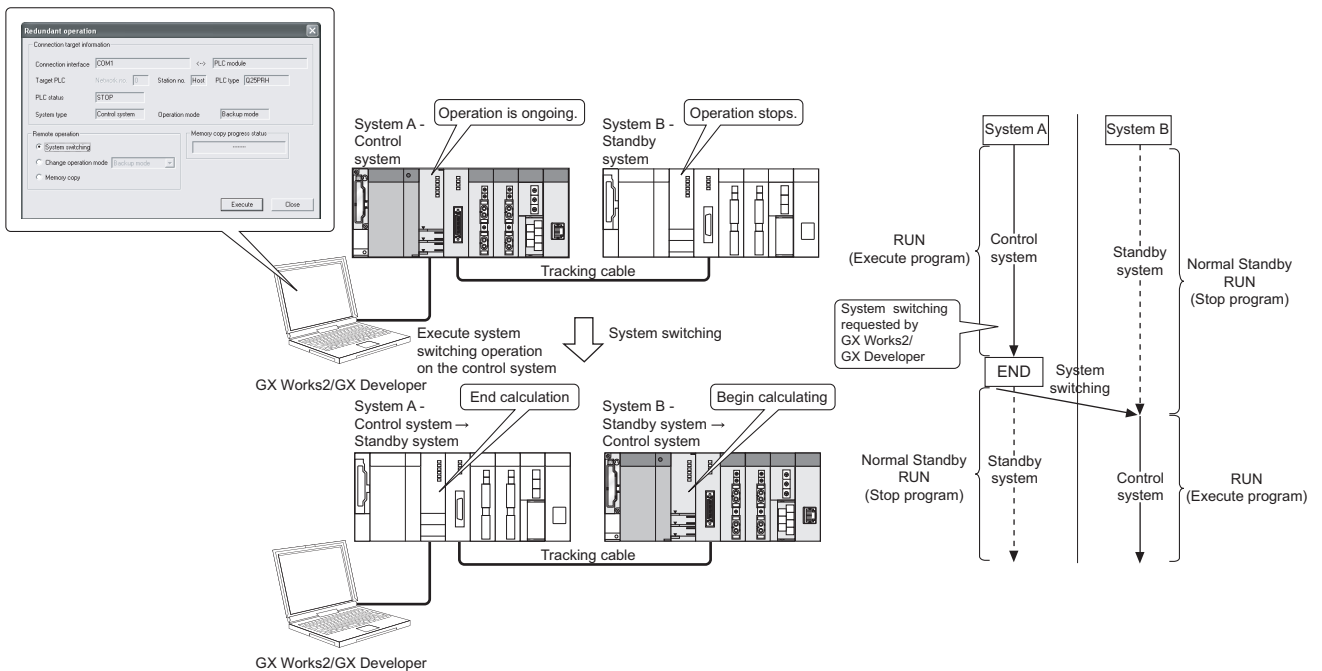 Redundant operation
Connection target information
Connection interface COM1 <-> PLC module
Target PLC Network no. 0 Station no. Host PLC type Q25PRH
PLC status STOP
System type Control system Operation mode Backup mode
Remote operation
System switching
Change operation mode Backup mode
Memory copy
Memory copy progress status
Execute Close
System A -
Control
system
Operation is ongoing.
System B -
Standby
system
Operation stops.
Tracking cable
GX Works2/GX Developer
Execute system
switching operation
on the control system
System switching
System A -
Control system →
Standby system
End calculation
System B -
Standby system →
Control system
Begin calculating
Tracking cable
GX Works2/GX Developer
System A
System B
RUN
(Execute program)
Control
system
Standby
system
Normal Standby
RUN
(Stop program)
System switching
requested by
GX Works2/
GX Developer
END
System
switching
Normal Standby
RUN
(Stop program)
Standby
system
Control
system
RUN
(Execute program)